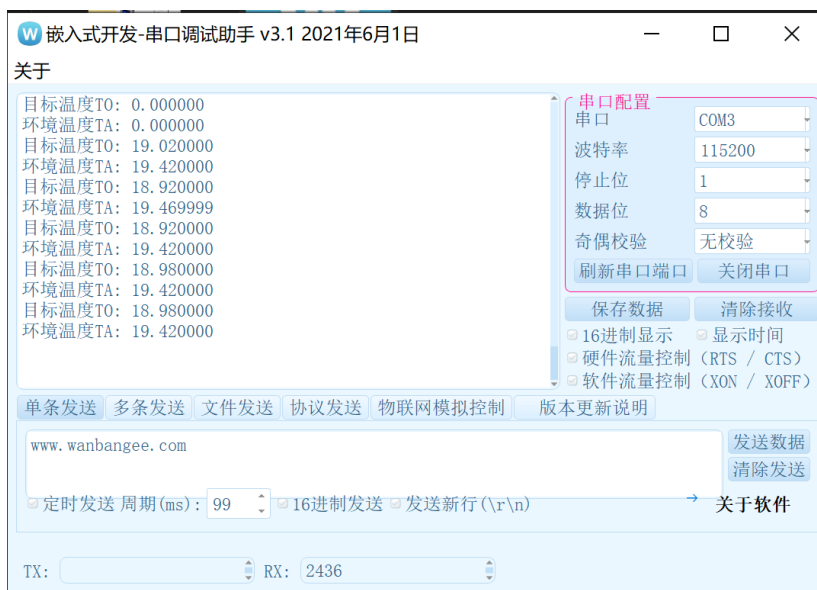 W 嵌入式开发-串口调试助手 v3.1 2021年6月1日
关于
目标温度TO: 0.000000
环境温度TA: 0.000000
目标温度TO: 19.020000
环境温度TA: 19.420000
目标温度TO: 18.920000
环境温度TA: 19.469999
目标温度TO: 18.920000
环境温度TA: 19.420000
目标温度TO: 18.980000
环境温度TA: 19.420000
目标温度TO: 18.980000
环境温度TA: 19.420000
串口配置
串口 COM3
波特率 115200
停止位 1
数据位 8
奇偶校验 无校验
刷新串口端口 关闭串口
保存数据 清除接收
16进制显示 显示时间
硬件流量控制（RTS / CTS）
软件流量控制（XON / XOFF）
单条发送 多条发送 文件发送 协议发送 物联网模拟控制 版本更新说明
www.wanbangee.com
发送数据
清除发送
定时发送 周期(ms): 99 16进制发送 发送新行(\r\n) → 关于软件
TX: RX: 2436